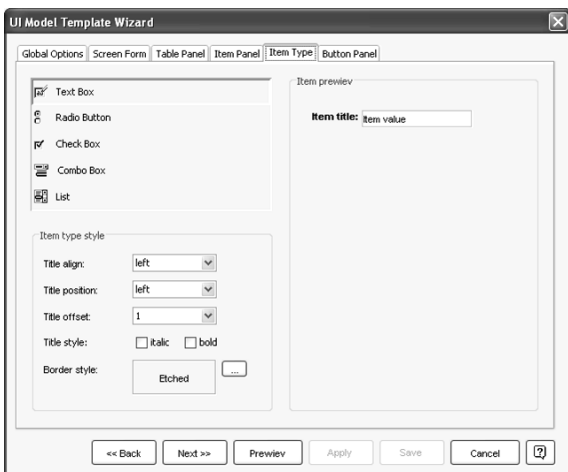 UI Model Template Wizard
Global Options Screen Form Table Panel Item Panel Item Type Button Panel
Text Box
Radio Button
Check Box
Combo Box
List
Item type style
Title align: left
Title position: left
Title offset: 1
Title style: italic bold
Border style: Etched ...
Item prewiev
Item title: Item value
<< Back Next >> Prewiev Apply Save Cancel ?